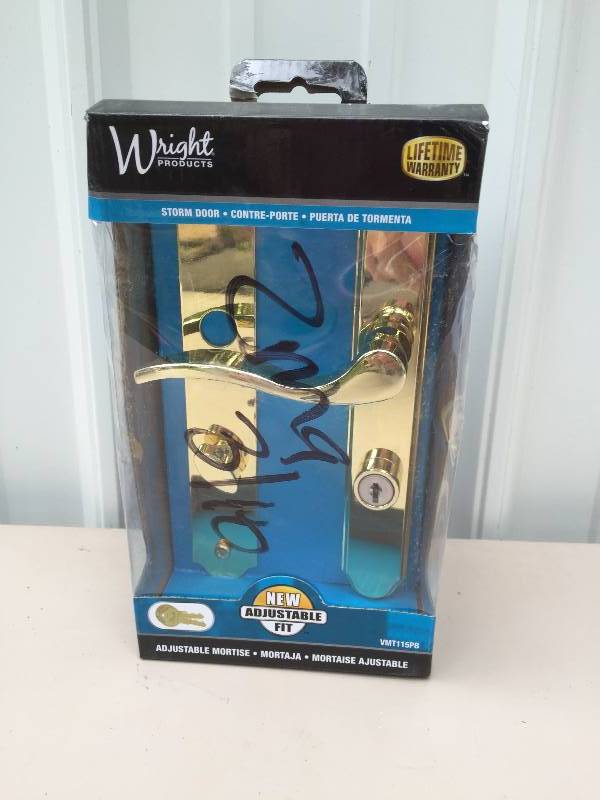 Wright
PRODUCTS
LIFETIME
WARRANTY
STORM DOOR • CONTRE-PORTE • PUERTA DE TORMENTA
NEW
ADJUSTABLE
FIT
VMT115PB
ADJUSTABLE MORTISE • MORTAJA • MORTAISE AJUSTABLE